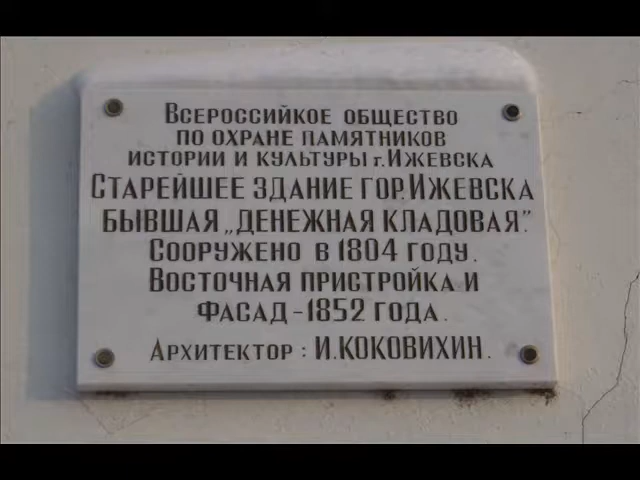 Всероссийкое общество
по охране памятников
истории и культуры г. Ижевска
Старейшее здание гор. Ижевска
бывшая „Денежная кладовая".
Сооружено в 1804 году.
Восточная пристройка и
фасад – 1852 года.
Архитектор : И. Коковихин.